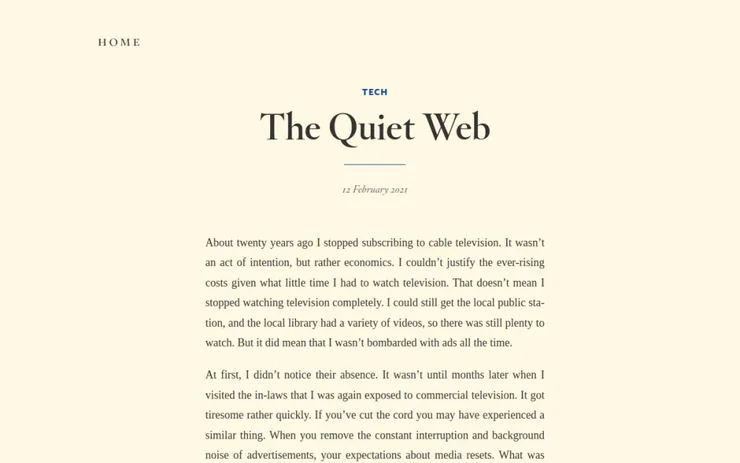 HOME
TECH
The Quiet Web
12 February 2021
About twenty years ago I stopped subscribing to cable television. It wasn’t
an act of intention, but rather economics. I couldn’t justify the ever-rising
costs given what little time I had to watch television. That doesn’t mean I
stopped watching television completely. I could still get the local public sta-
tion, and the local library had a variety of videos, so there was still plenty to
watch. But it did mean that I wasn’t bombarded with ads all the time.
At first, I didn’t notice their absence. It wasn’t until months later when I
visited the in-laws that I was again exposed to commercial television. It got
tiresome rather quickly. If you’ve cut the cord you may have experienced a
similar thing. When you remove the constant interruption and background
noise of advertisements, your expectations about media resets. What was